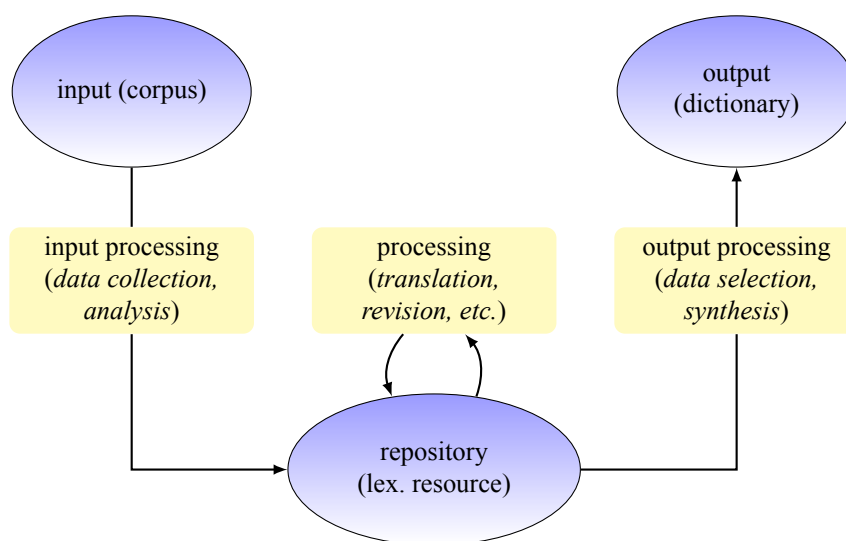 input (corpus)
output
(dictionary)
input processing
(data collection,
analysis)
processing
(translation,
revision, etc.)
output processing
(data selection,
synthesis)
repository
(lex. resource)